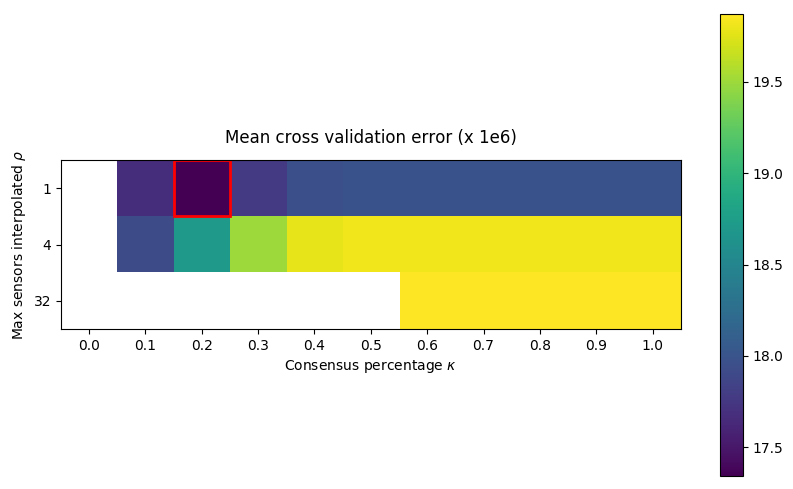 Mean cross validation error (x 1e6)
Max sensors interpolated ρ
1
4
32
0.0 0.1 0.2 0.3 0.4 0.5 0.6 0.7 0.8 0.9 1.0
Consensus percentage κ
19.5
19.0
18.5
18.0
17.5